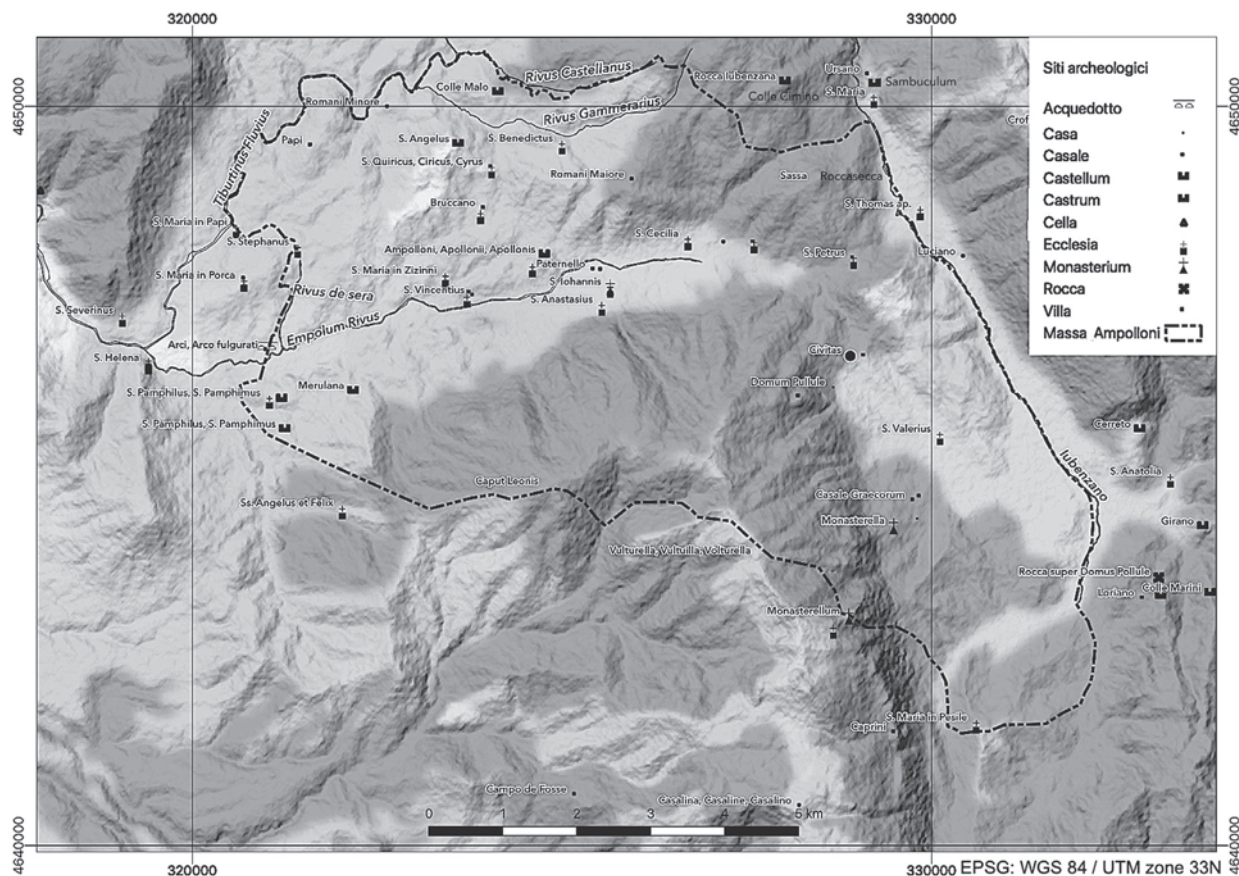 320000
330000
Siti archeologici
Acquedotto
Casa
Casale
Castellum
Castrum
Cella
Ecclesia
Monasterium
Rocca
Villa
Massa Ampolloni
4650000
4650000
Rivus Castellanus
Rocca Iubenzana
Ursano
Sambuculum
Colle Malo
Colle Cimino
S. Maria
Romani Minore
Rivus Gammerarius
Crof
Papi
S. Angelus
S. Benedictus
Tiburtinus Fluvius
S. Quiricus, Ciricus, Cyrus
Romani Maiore
Sassa
Roccasecca
Bruccano
S. Thomas ap.
S. Maria in Papi
S. Stephanus
S. Cecilia
Ampolloni, Apollonii, Apollonis
S. Petrus
Luciano
S. Maria in Porca
S. Maria in Zizinni
Paternello
S. Iohannis
Rivus de sera
S. Vincentius
S. Anastasius
S. Severinus
Empolum Rivus
Arci, Arco fulgurati
S. Helena
Civitas
S. Pamphilus, S. Pamphimus
Merulana
Domum Pullule
S. Pamphilus, S. Pamphimus
S. Valerius
Cerreto
Iubenzano
S. Anatolia
Caput Leonis
Ss. Angelus et Felix
Casale Graecorum
Monasterella
Girano
Vulturella, Vultuilla, Volturella
Rocca super Domus Pollule
Loriano
Colle Marini
Monasterellum
S. Maria in Pesile
Caprini
Campo de Fosse
Casalina, Casaline, Casalino
0 1 2 3 4 5 km
4640000
4640000
320000
330000
EPSG: WGS 84 / UTM zone 33N